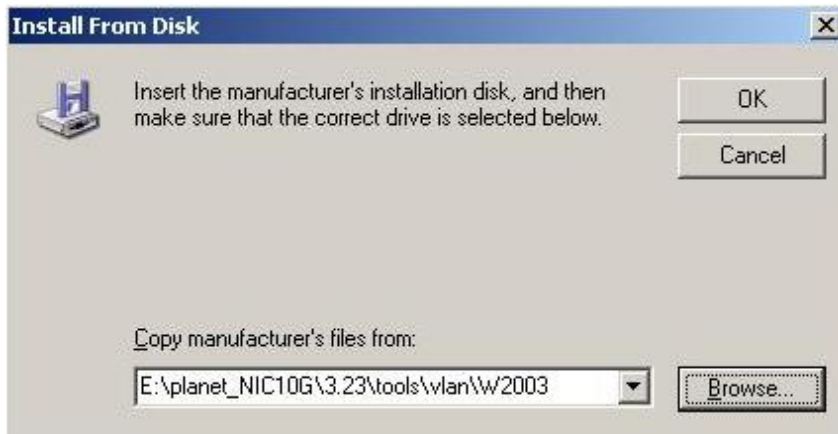 Install From Disk
Insert the manufacturer's installation disk, and then
make sure that the correct drive is selected below.
OK
Cancel
Copy manufacturer's files from:
E:\planet_NIC10G\3.23\tools\vlan\W2003
Browse...